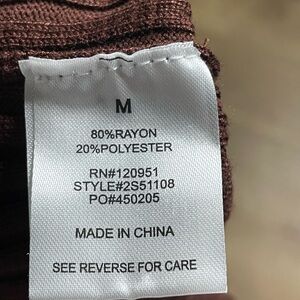 M
80%RAYON
20%POLYESTER
RN#120951
STYLE#2S51108
PO#450205
MADE IN CHINA
SEE REVERSE FOR CARE